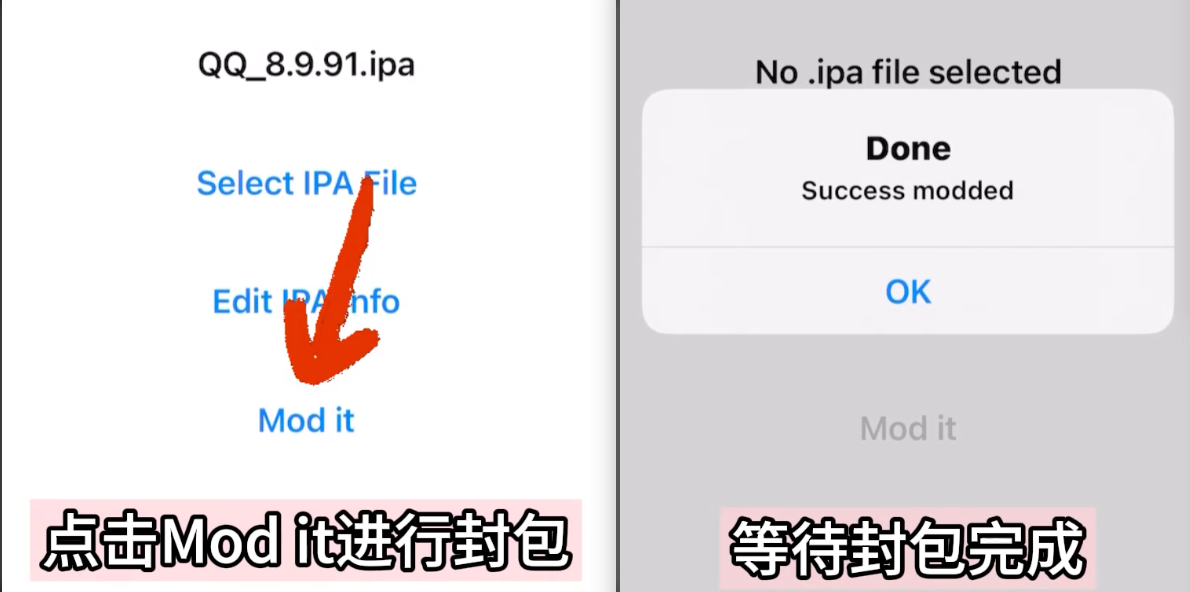 QQ_8.9.91.ipa
Select IPA File
Edit IPA Info
Mod it
点击Mod it进行封包
No .ipa file selected
Done
Success modded
OK
Mod it
等待封包完成